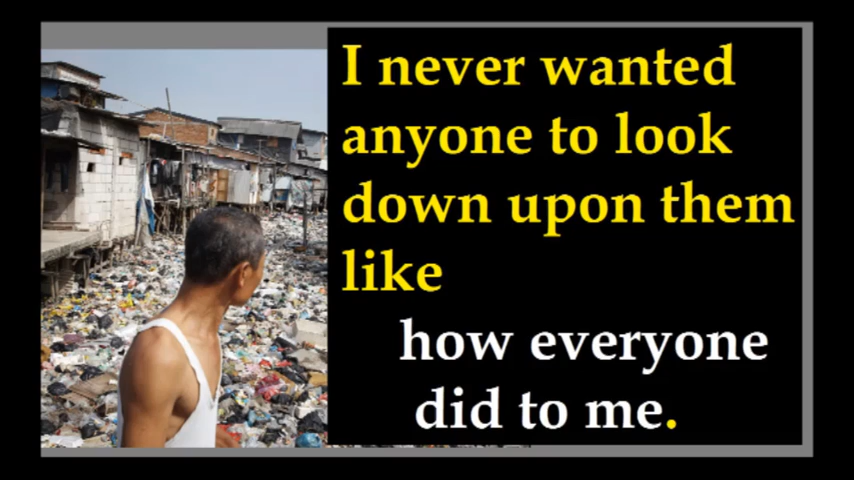 I never wanted
anyone to look
down upon them
like
how everyone
did to me.